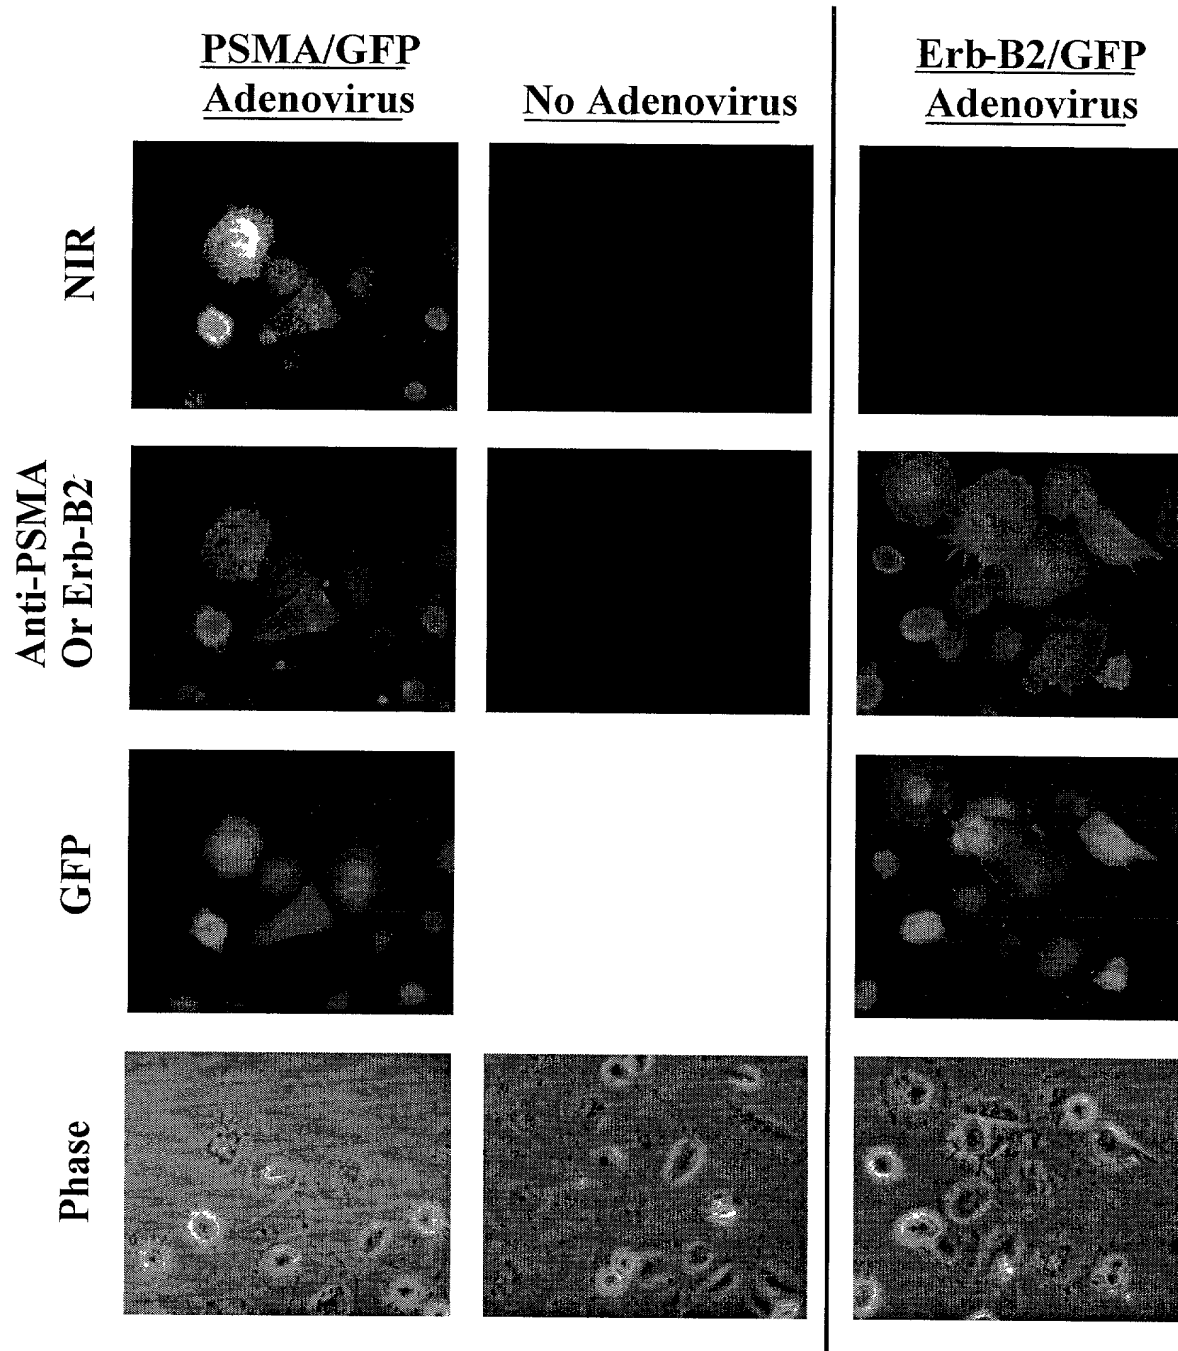 PSMA/GFP
Adenovirus
No Adenovirus
Erb-B2/GFP
Adenovirus
NIR
Anti-PSMA
Or Erb-B2
GFP
Phase